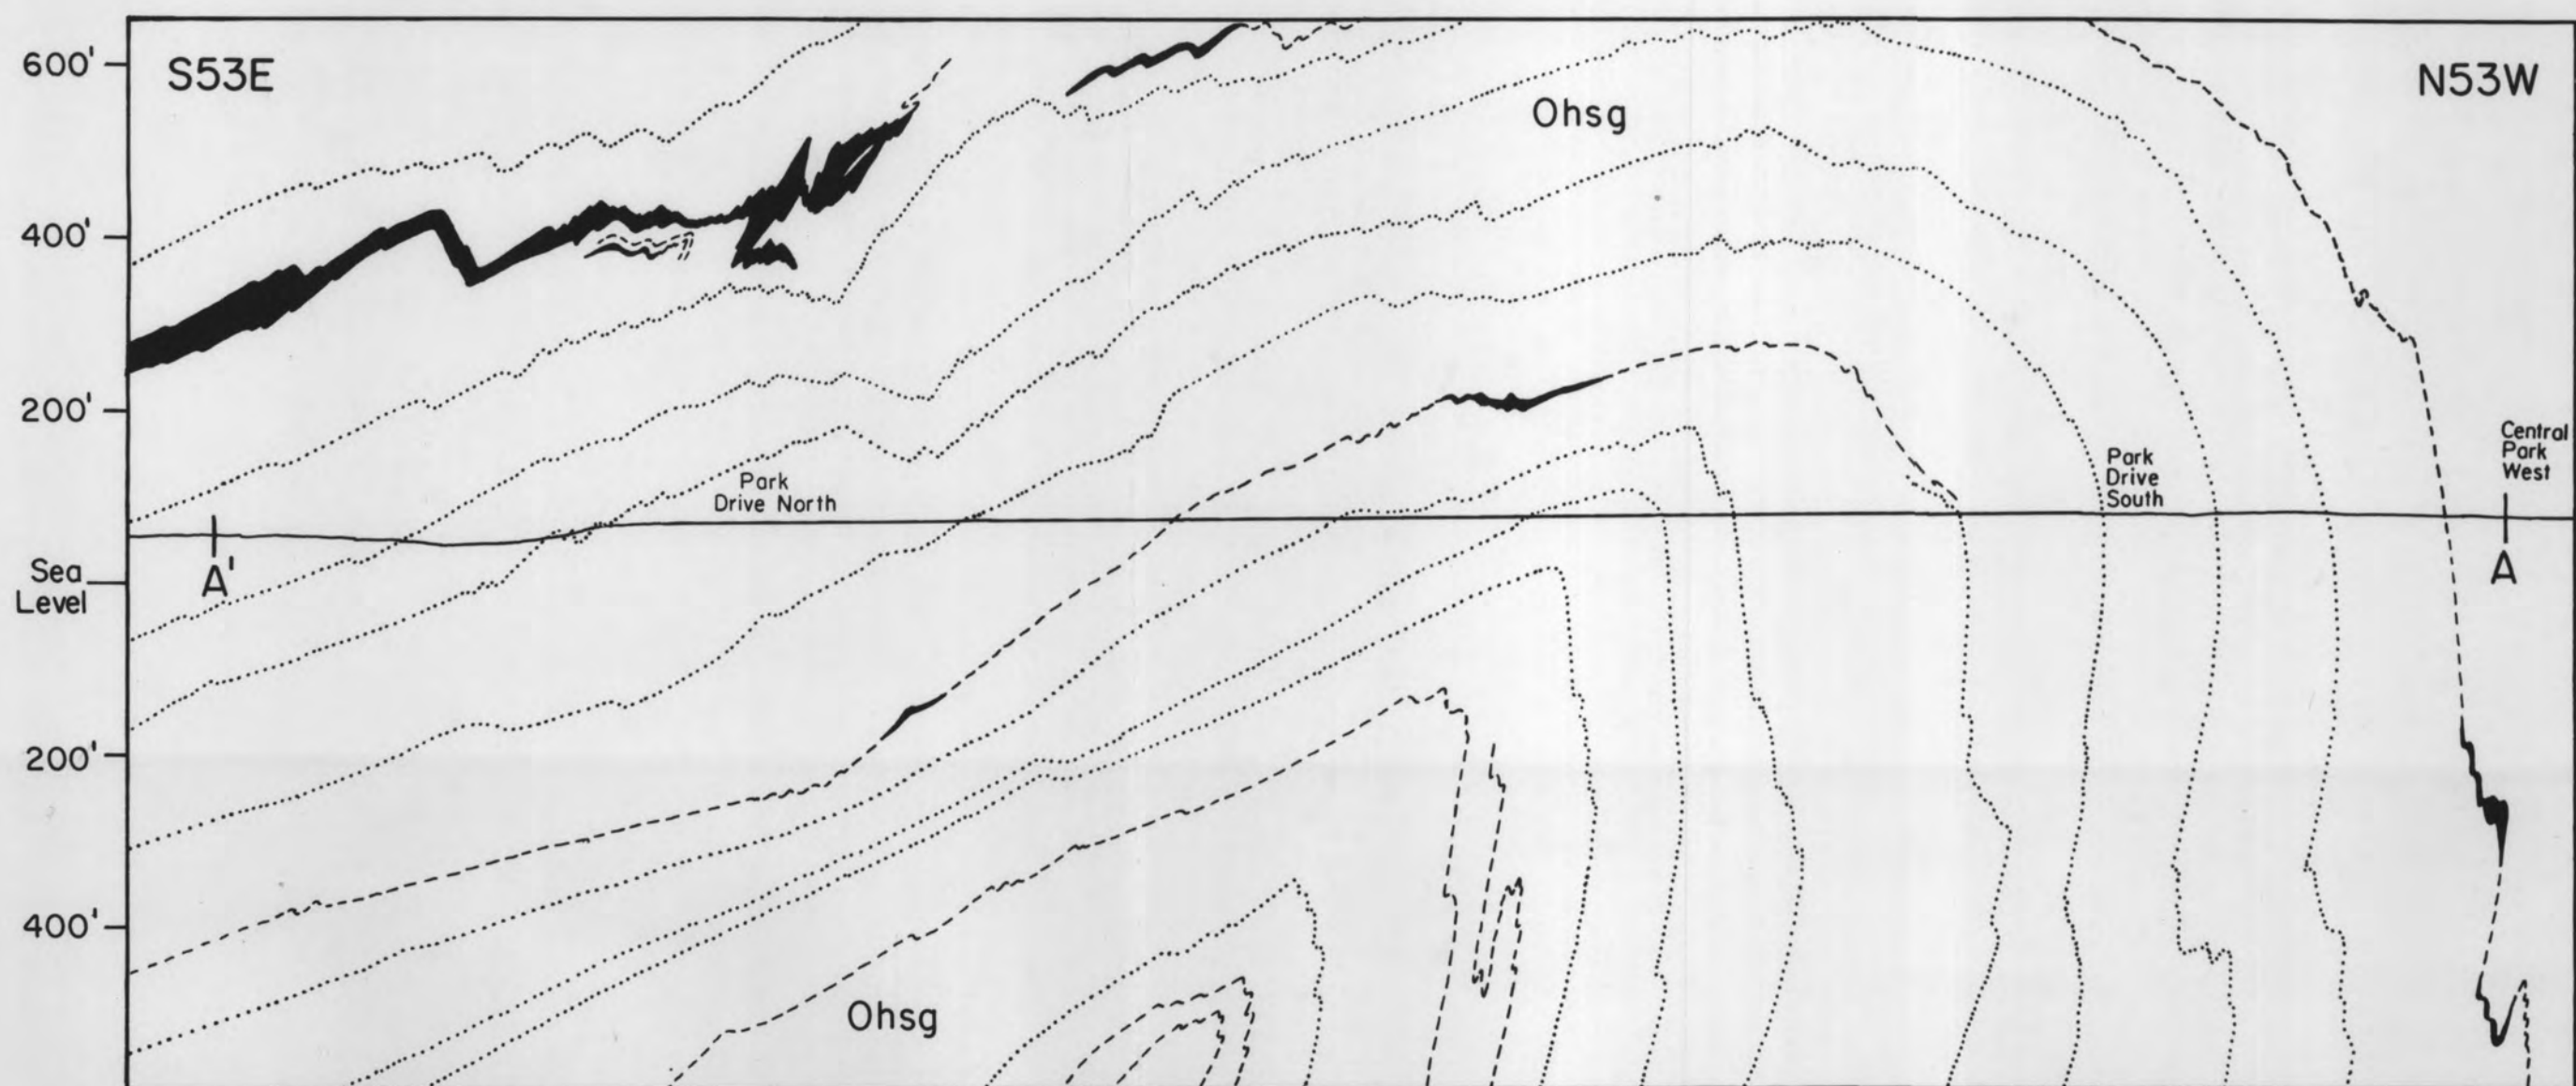 600'
S53E
N53W
Ohsg
400'
200'
Central
Park
West
Park
Drive
South
Park
Drive North
Sea
Level
A'
A
200'
400'
Ohsg